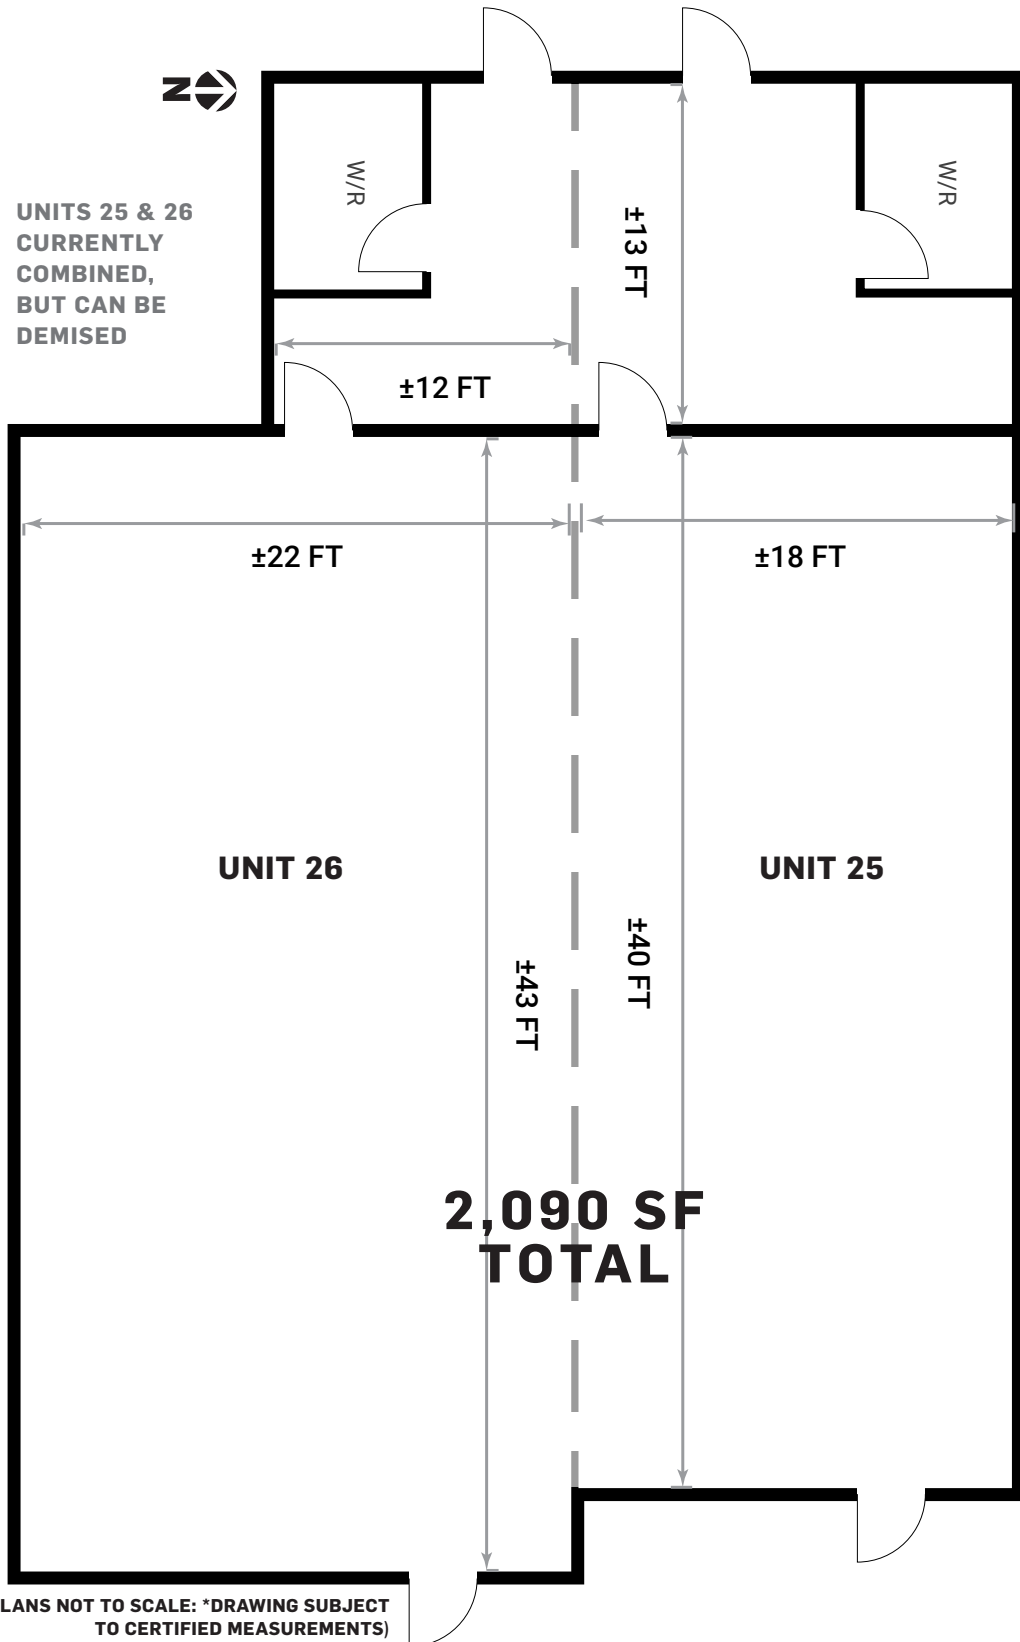 N
W/R
W/R
UNITS 25 & 26
CURRENTLY
COMBINED,
BUT CAN BE
DEMISED
±13 FT
±12 FT
±22 FT
±18 FT
UNIT 26
UNIT 25
±40 FT
±43 FT
2,090 SF
TOTAL
LANS NOT TO SCALE: *DRAWING SUBJECT
TO CERTIFIED MEASUREMENTS)